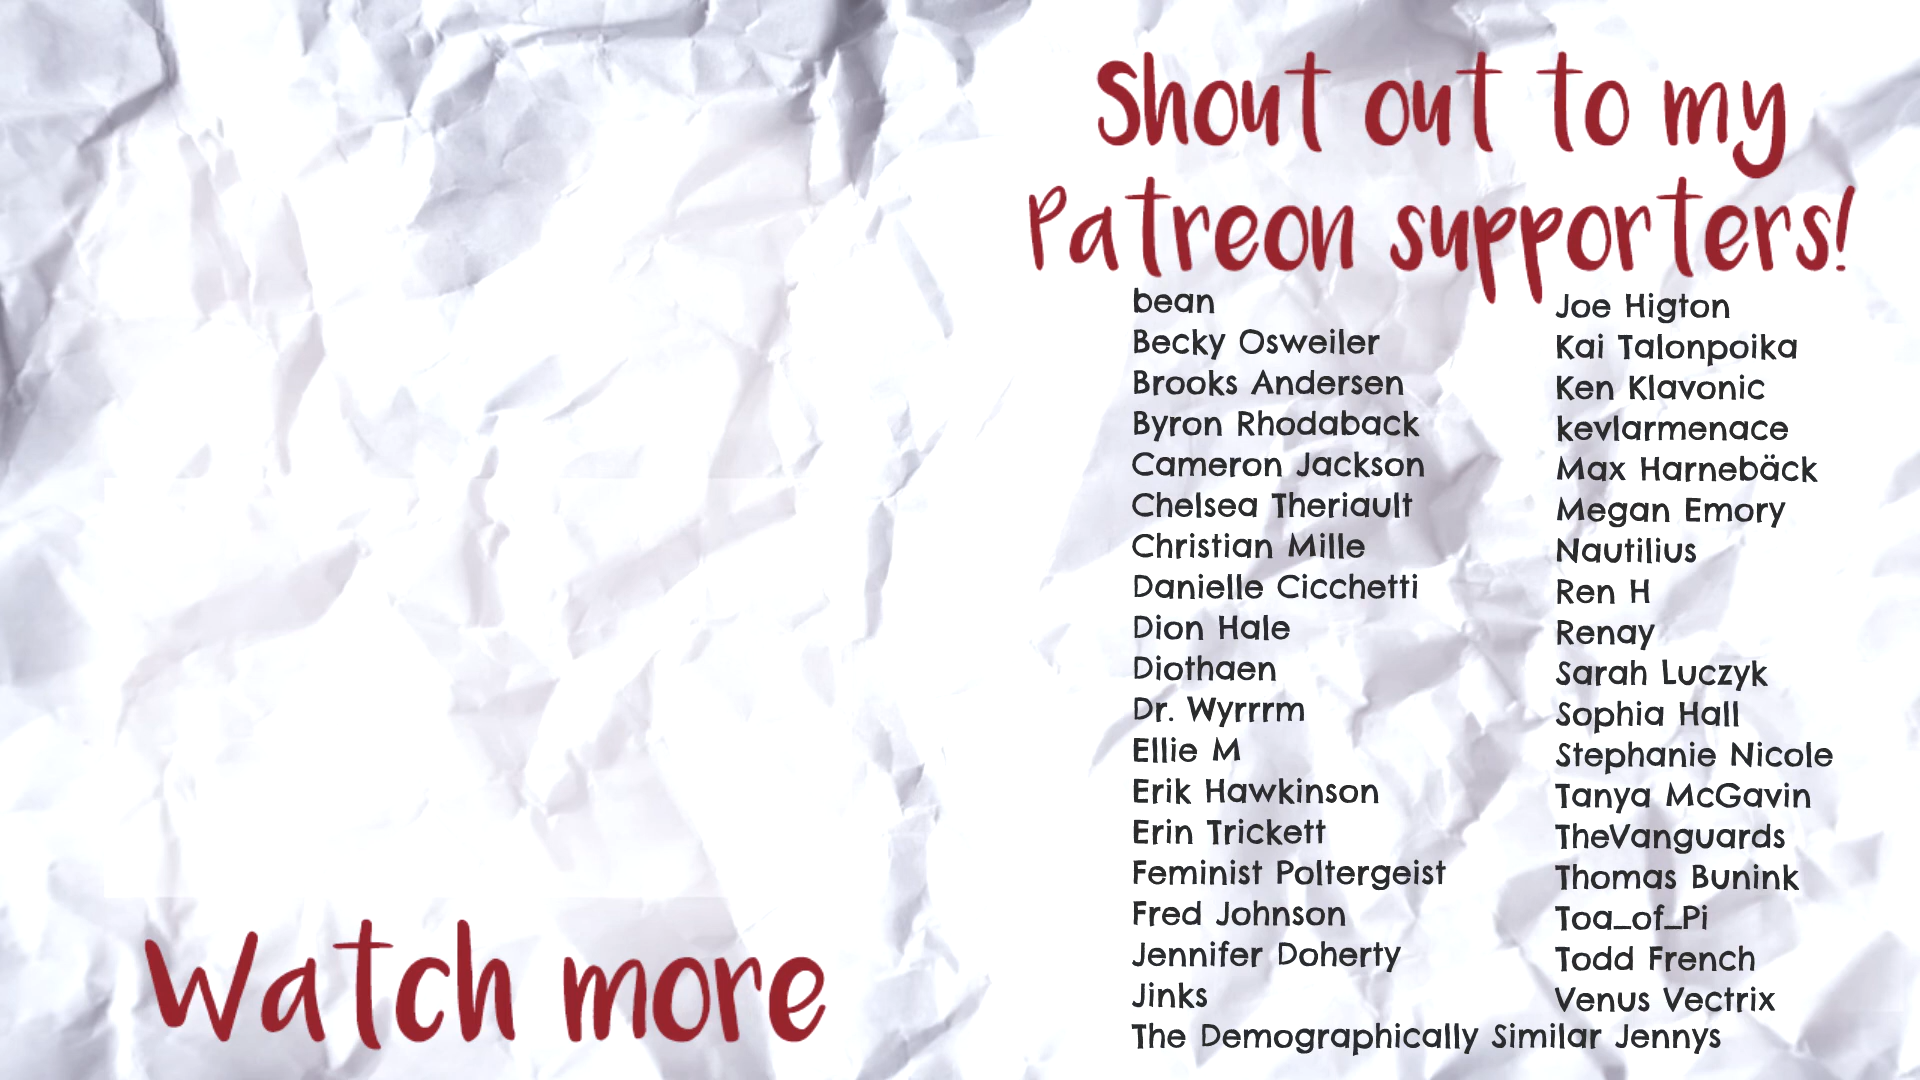 Shout out to my
Patreon supporters!
bean
Becky Osweiler
Brooks Andersen
Byron Rhodaback
Cameron Jackson
Chelsea Theriault
Christian Mille
Danielle Cicchetti
Dion Hale
Diothaen
Dr. Wyrrrm
Ellie M
Erik Hawkinson
Erin Trickett
Feminist Poltergeist
Fred Johnson
Jennifer Doherty
Jinks
The Demographically Similar Jennys
Joe Higton
Kai Talonpoika
Ken Klavonic
kevlarmenace
Max Harnebäck
Megan Emory
Nautilius
Ren H
Renay
Sarah Luczyk
Sophia Hall
Stephanie Nicole
Tanya McGavin
TheVanguards
Thomas Bunink
Toa_of_Pi
Todd French
Venus Vectrix
Watch more